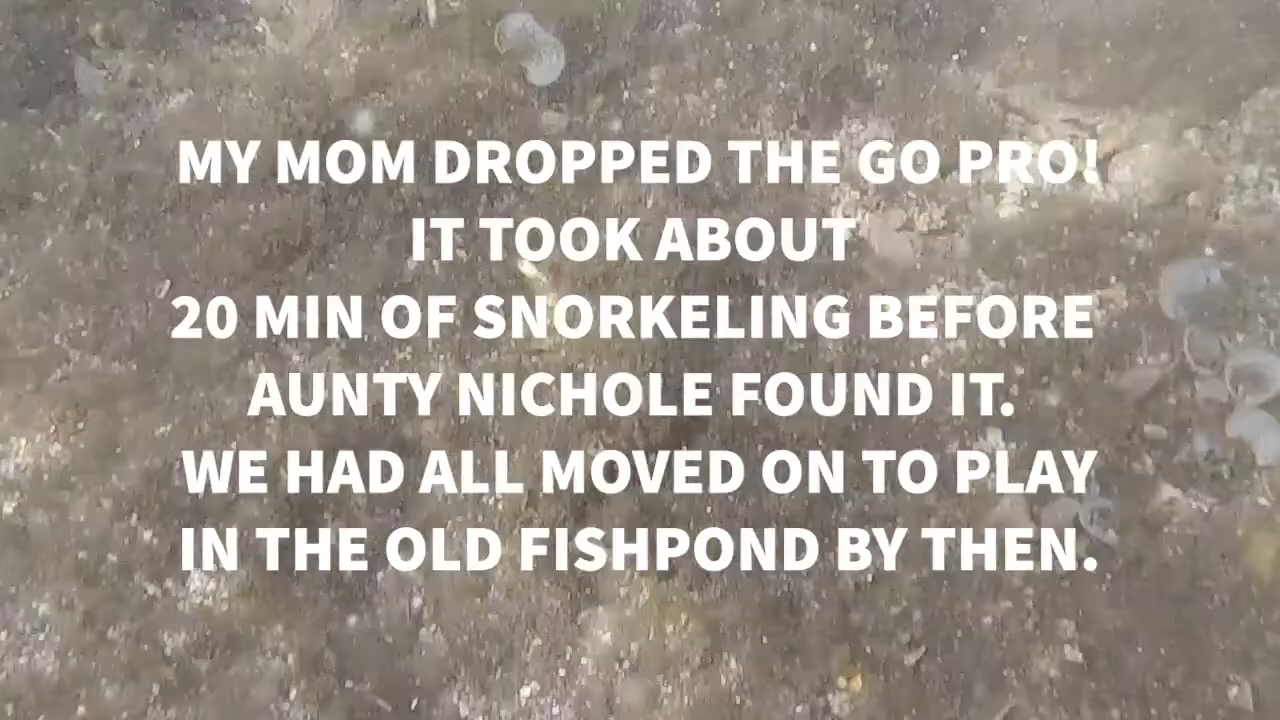 MY MOM DROPPED THE GO PRO!
IT TOOK ABOUT
20 MIN OF SNORKELING BEFORE
AUNTY NICHOLE FOUND IT.
WE HAD ALL MOVED ON TO PLAY
IN THE OLD FISHPOND BY THEN.